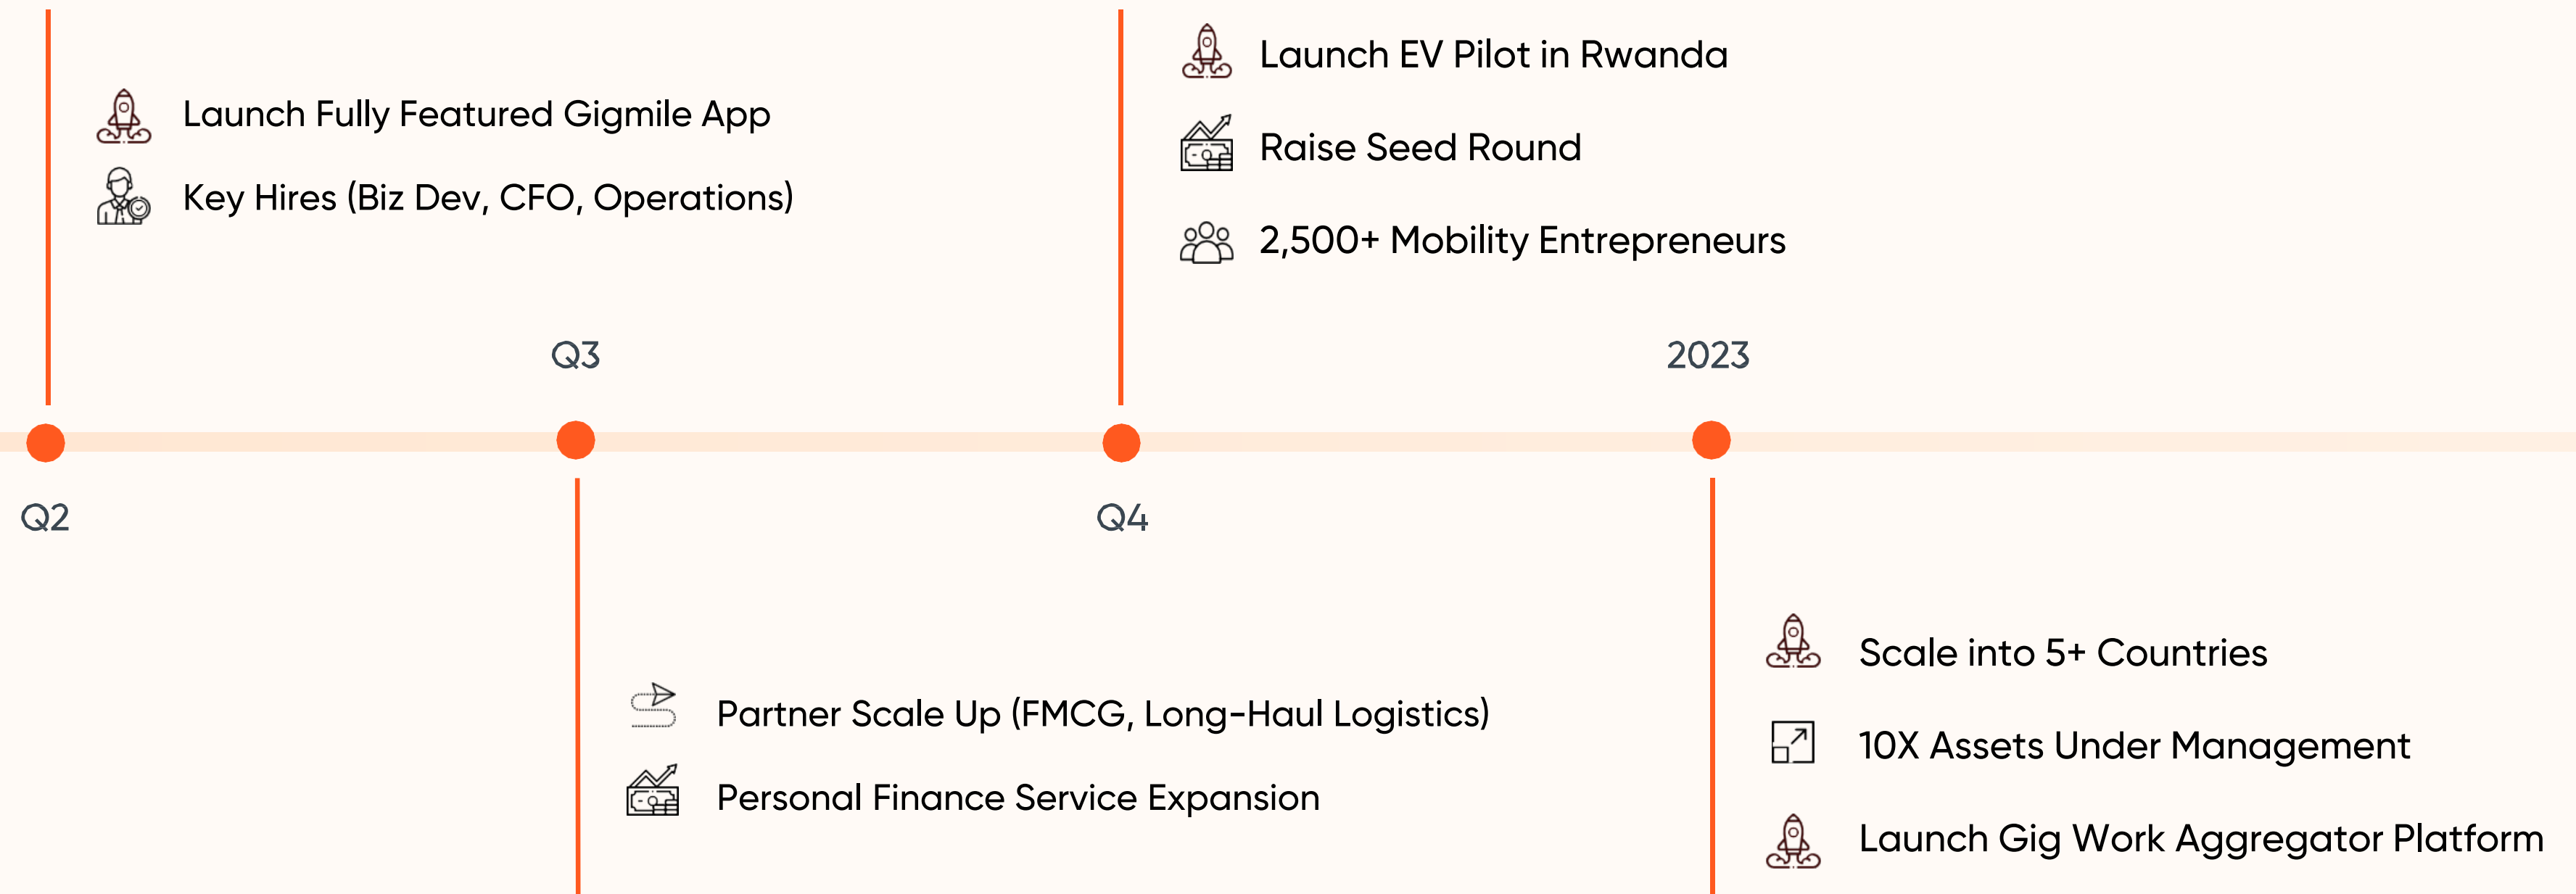 Launch Fully Featured Gigmile App
Key Hires (Biz Dev, CFO, Operations)
Q2
Q3
Partner Scale Up (FMCG, Long-Haul Logistics)
Personal Finance Service Expansion
Launch EV Pilot in Rwanda
Raise Seed Round
2,500+ Mobility Entrepreneurs
Q4
2023
Scale into 5+ Countries
10X Assets Under Management
Launch Gig Work Aggregator Platform